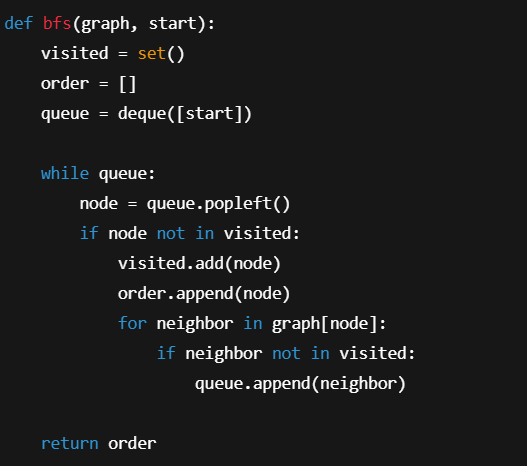 def bfs(graph, start):
    visited = set()
    order = []
    queue = deque([start])

    while queue:
        node = queue.popleft()
        if node not in visited:
            visited.add(node)
            order.append(node)
            for neighbor in graph[node]:
                if neighbor not in visited:
                    queue.append(neighbor)

    return order